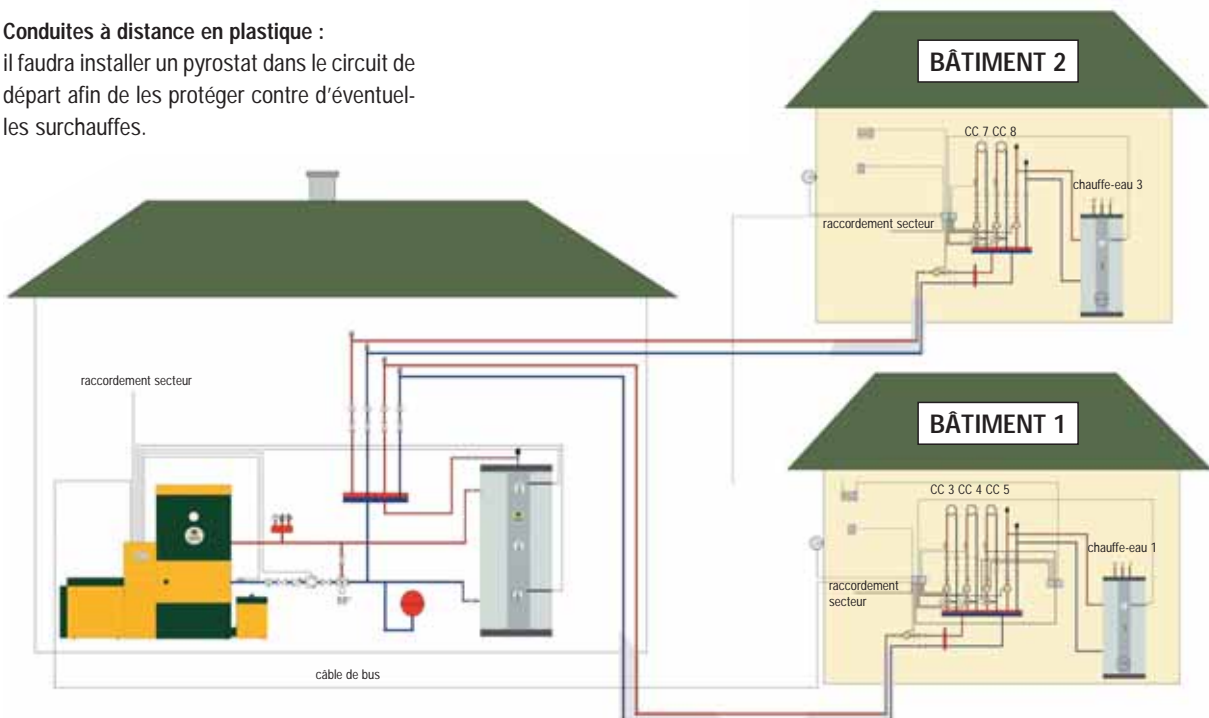 Conduites à distance en plastique :
il faudra installer un pyrostat dans le circuit de
départ afin de les protéger contre d'éventuel-
les surchauffes.
BÂTIMENT 2
CC 7 CC 8
chauffe-eau 3
raccordement secteur
raccordement secteur
BÂTIMENT 1
CC 3 CC 4 CC 5
chauffe-eau 1
raccordement
secteur
câble de bus